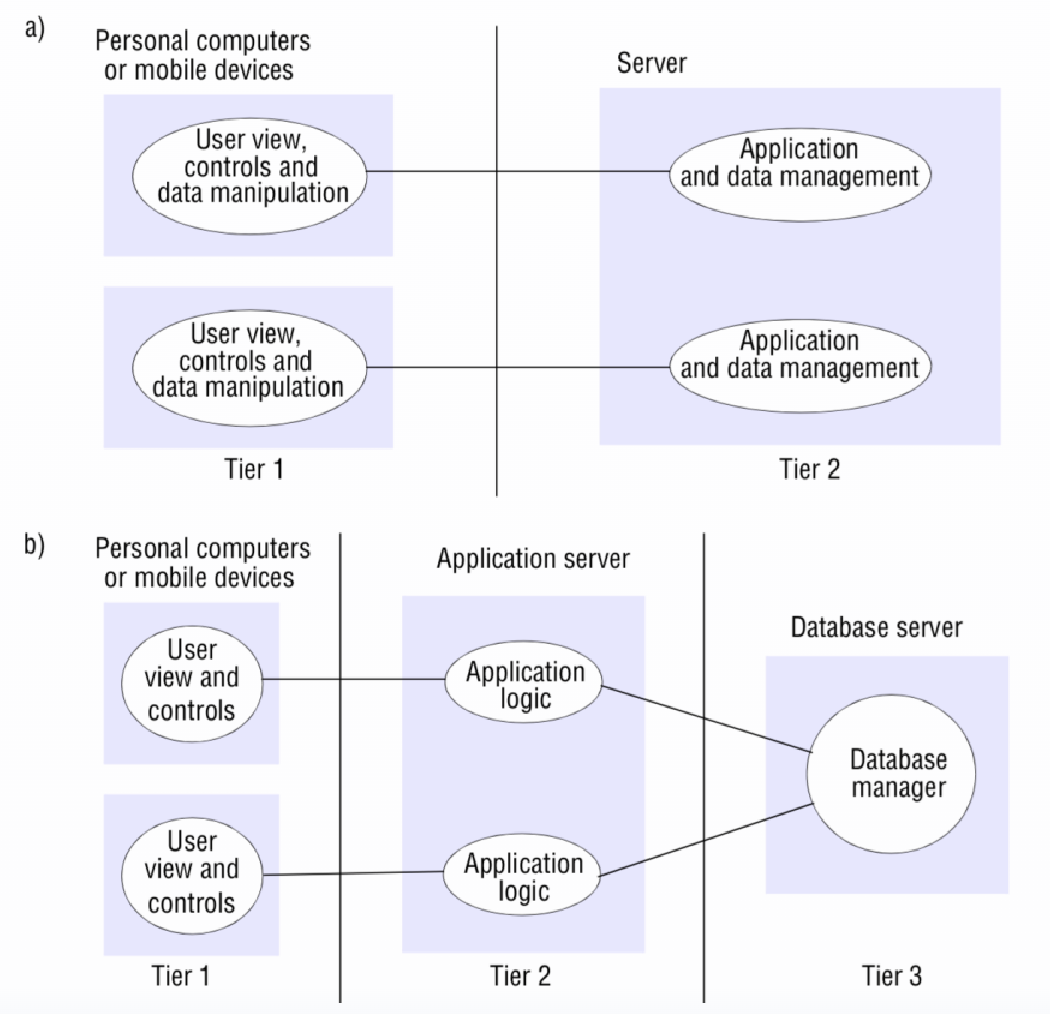 a)
Personal computers
or mobile devices
Server
User view,
controls and
data manipulation
Application
and data management
User view,
controls and
data manipulation
Application
and data management
Tier 1
Tier 2
b)
Personal computers
or mobile devices
Application server
Database server
User
view and
controls
Application
logic
Database
manager
User
view and
controls
Application
logic
Tier 1
Tier 2
Tier 3